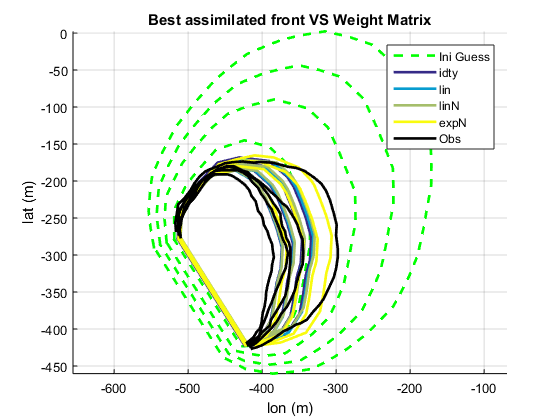 Best assimilated front VS Weight Matrix
0
-50
-100
-150
-200
-250
-300
-350
-400
-450
lat (m)
Ini Guess
idty
lin
linN
expN
Obs
-600 -500 -400 -300 -200 -100
lon (m)